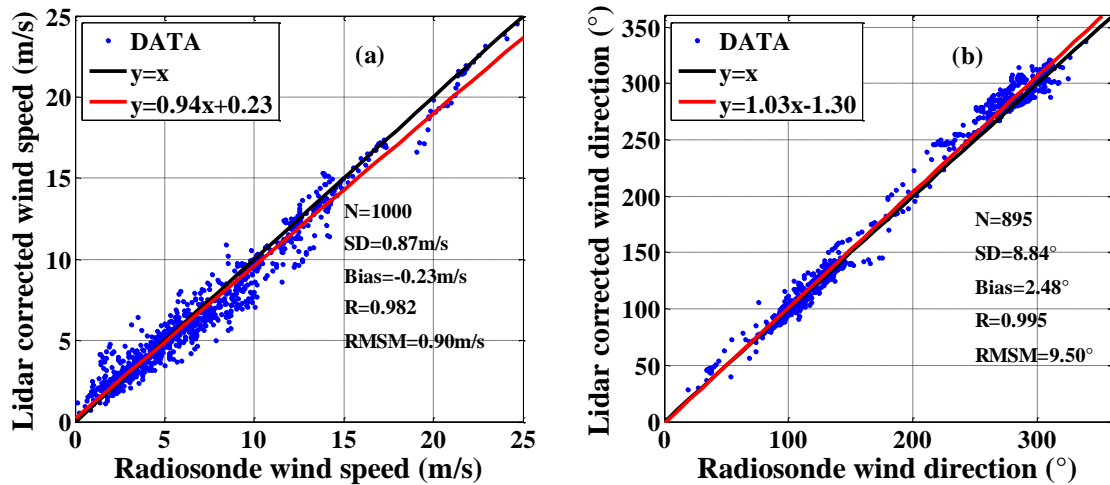 Lidar corrected wind speed (m/s)
25
20
15
10
5
0
DATA
y=x
y=0.94x+0.23
(a)
N=1000
SD=0.87m/s
Bias=-0.23m/s
R=0.982
RMSM=0.90m/s
0 5 10 15 20 25
Radiosonde wind speed (m/s)
Lidar corrected wind direction (°)
350
300
250
200
150
100
50
0
DATA
y=x
y=1.03x-1.30
(b)
N=895
SD=8.84°
Bias=2.48°
R=0.995
RMSM=9.50°
0 100 200 300
Radiosonde wind direction (°)